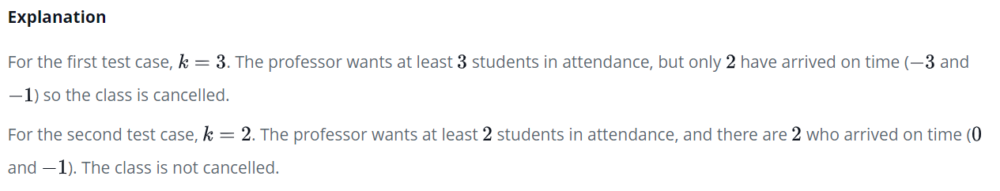 Explanation
For the first test case, k = 3. The professor wants at least 3 students in attendance, but only 2 have arrived on time (−3 and
−1) so the class is cancelled.
For the second test case, k = 2. The professor wants at least 2 students in attendance, and there are 2 who arrived on time (0
and −1). The class is not cancelled.